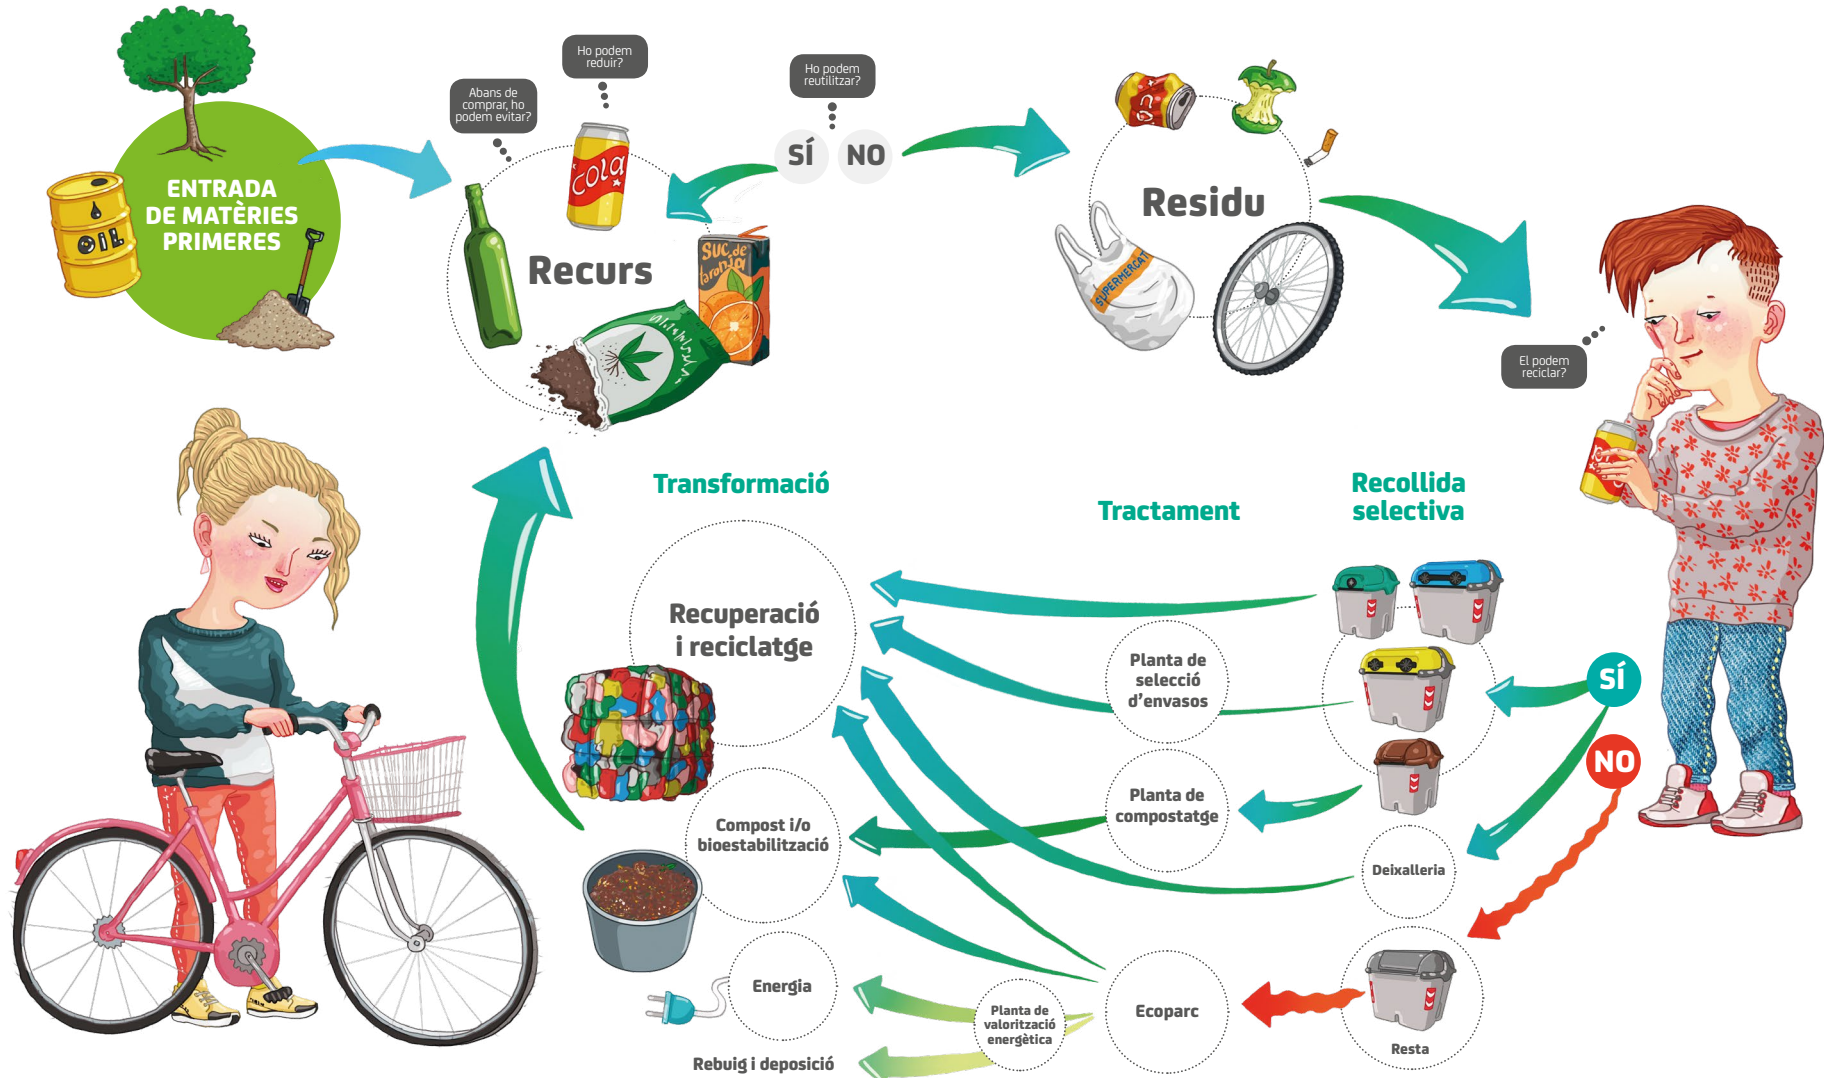 Ho podem
reduir?
Ho podem
reutilitzar?
Abans de
comprar, ho
podem evitar?
SÍ
NO
ENTRADA
DE MATÈRIES
PRIMERES
OIL
cola
Recurs
SUC de
taronja
Residu
SUPERMERCAT
El podem
reciclar?
Transformació
Tractament
Recollida
selectiva
Recuperació
i reciclatge
Planta de
selecció
d'envasos
SÍ
NO
Planta de
compostatge
Compost i/o
bioestabilització
Deixalleria
Energia
Planta de
valorització
energètica
Ecoparc
Resta
Rebuig i deposició